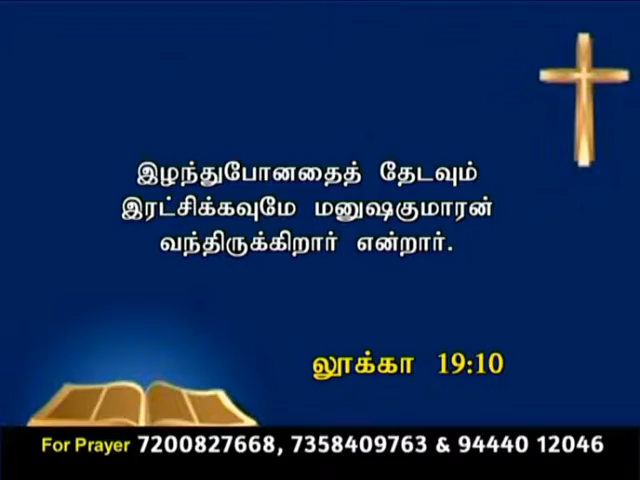 இழந்துபோனதைத் தேடவும்
இரட்சிக்கவுமே மனுஷகுமாரன்
வந்திருக்கிறார் என்றார்.
லூக்கா 19:10
For Prayer 7200827668, 7358409763 & 94440 12046